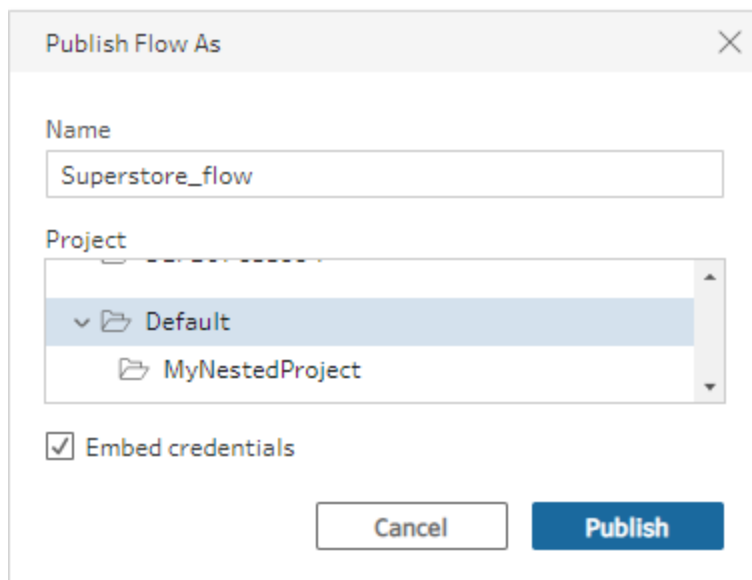 Publish Flow As
Name
Superstore_flow
Project
Default
MyNestedProject
Embed credentials
Cancel
Publish